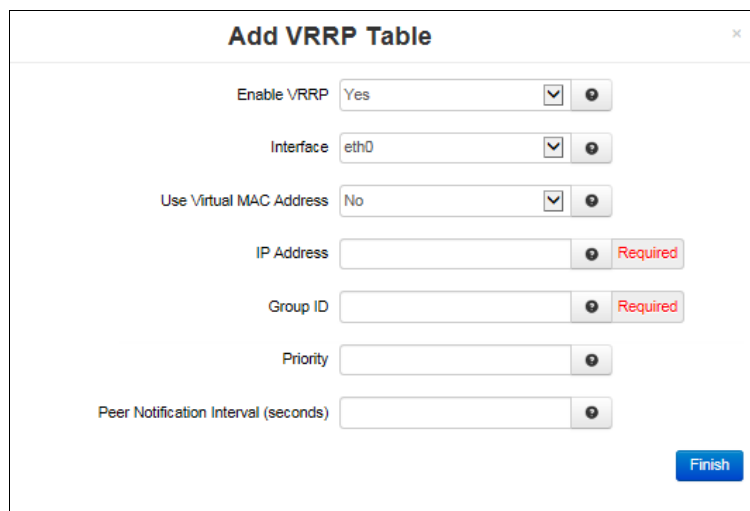 Add VRRP Table
×
Enable VRRP Yes
Interface eth0
Use Virtual MAC Address No
IP Address Required
Group ID Required
Priority
Peer Notification Interval (seconds)
Finish